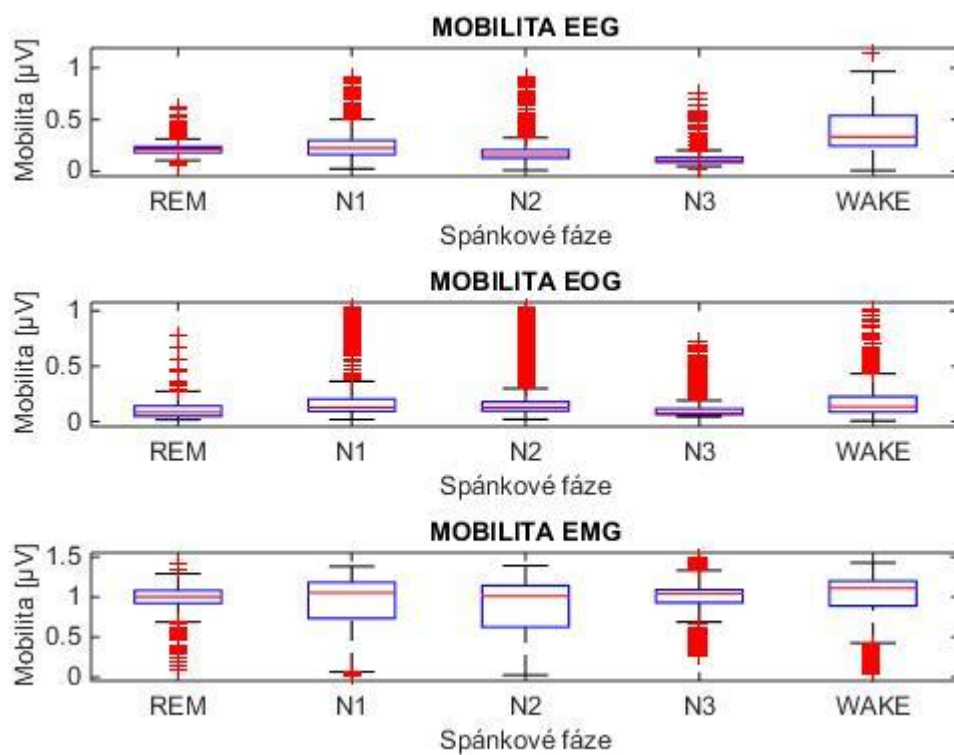 MOBILITA EEG
Mobilita [µV]
1
0.5
0
REM N1 N2 N3 WAKE
Spánkové fáze
MOBILITA EOG
Mobilita [µV]
1
0.5
0
REM N1 N2 N3 WAKE
Spánkové fáze
MOBILITA EMG
Mobilita [µV]
1.5
1
0.5
0
REM N1 N2 N3 WAKE
Spánkové fáze